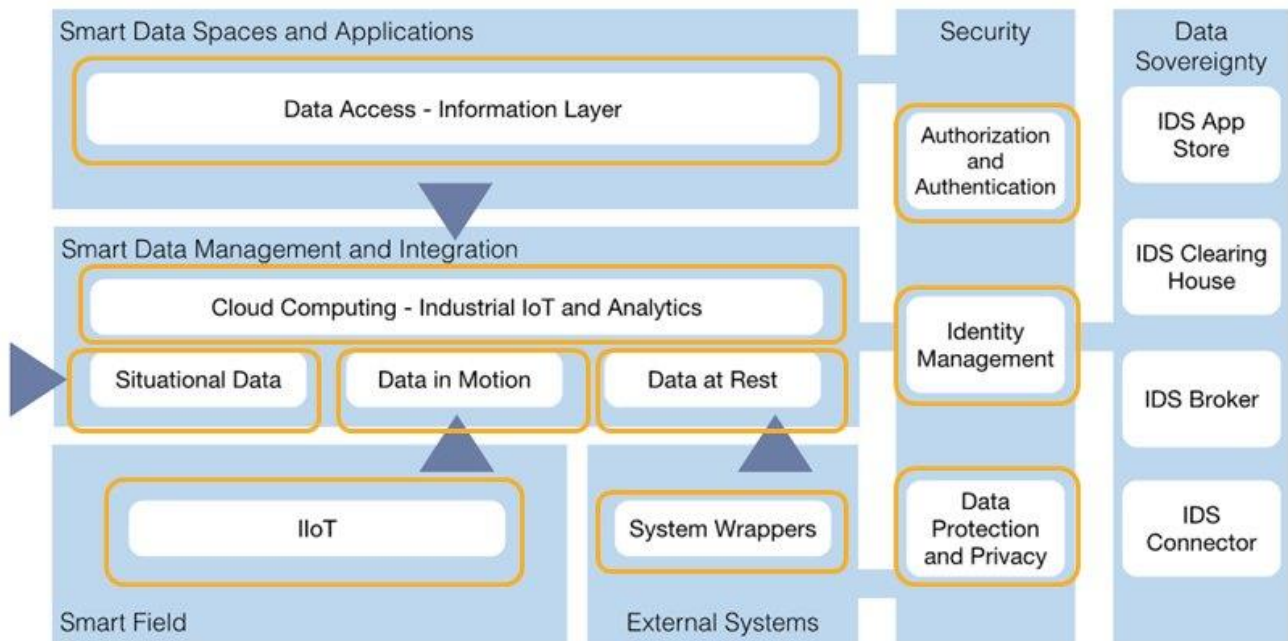 Smart Data Spaces and Applications
Data Access - Information Layer
Smart Data Management and Integration
Cloud Computing - Industrial IoT and Analytics
Situational Data
Data in Motion
Data at Rest
IIoT
Smart Field
System Wrappers
External Systems
Security
Authorization
and
Authentication
Identity
Management
Data
Protection
and Privacy
Data
Sovereignty
IDS App
Store
IDS Clearing
House
IDS Broker
IDS
Connector